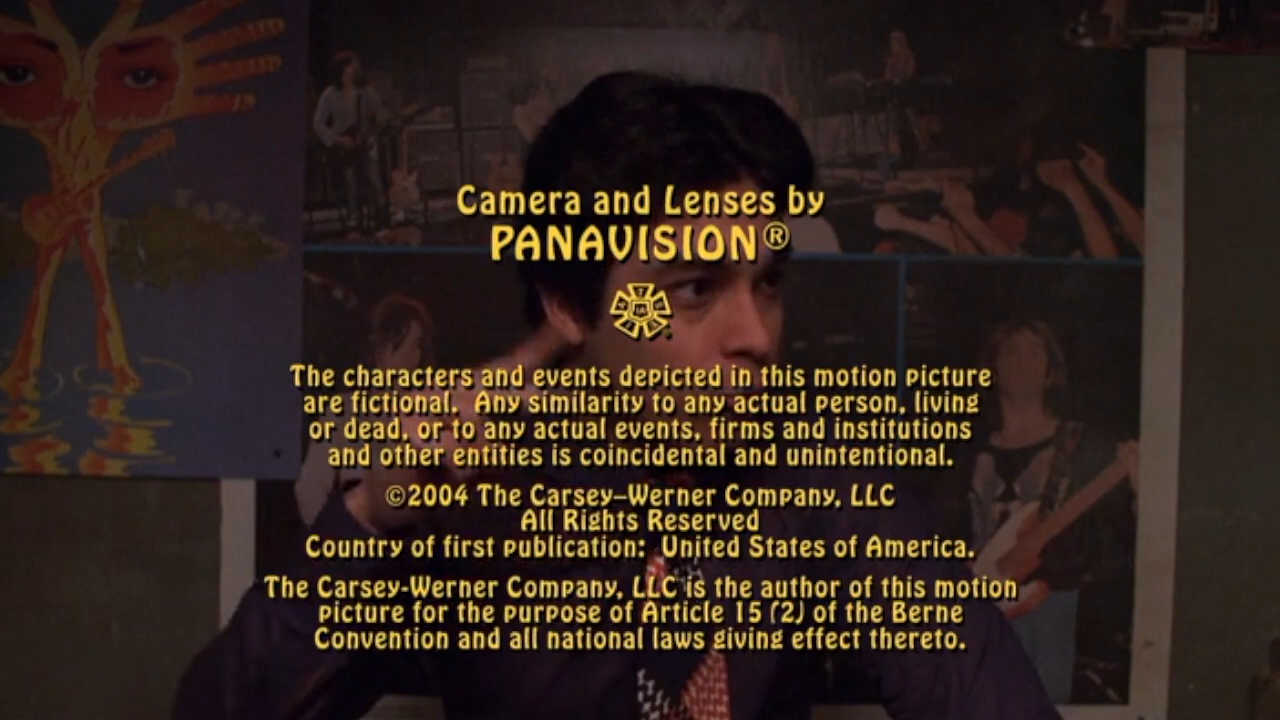 Camera and Lenses by
PANAVISION®
The characters and events depicted in this motion picture
are fictional. Any similarity to any actual person, living
or dead, or to any actual events, firms and institutions
and other entities is coincidental and unintentional.
©2004 The Carsey–Werner Company, LLC
All Rights Reserved
Country of first publication: United States of America.
The Carsey-Werner Company, LLC is the author of this motion
picture for the purpose of Article 15 (2) of the Berne
Convention and all national laws giving effect thereto.